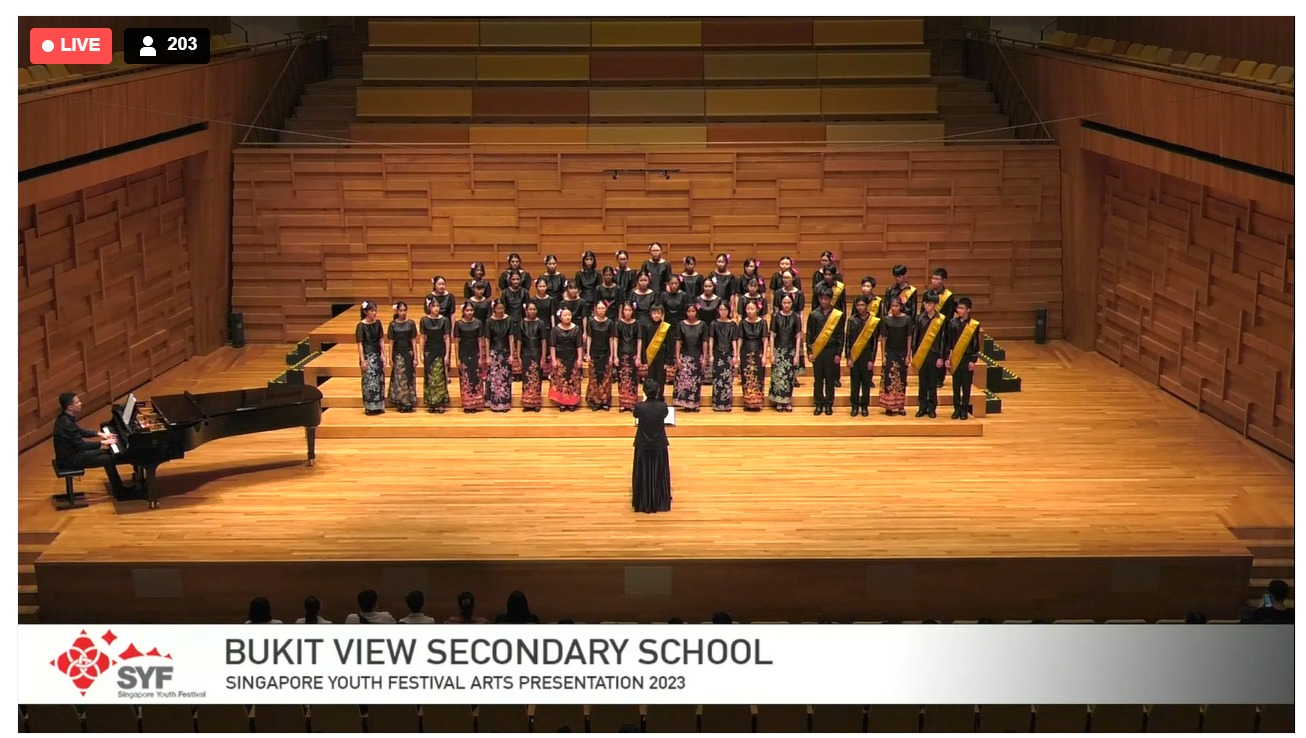 LIVE
203
SYF
Singapore Youth Festival
BUKIT VIEW SECONDARY SCHOOL
SINGAPORE YOUTH FESTIVAL ARTS PRESENTATION 2023